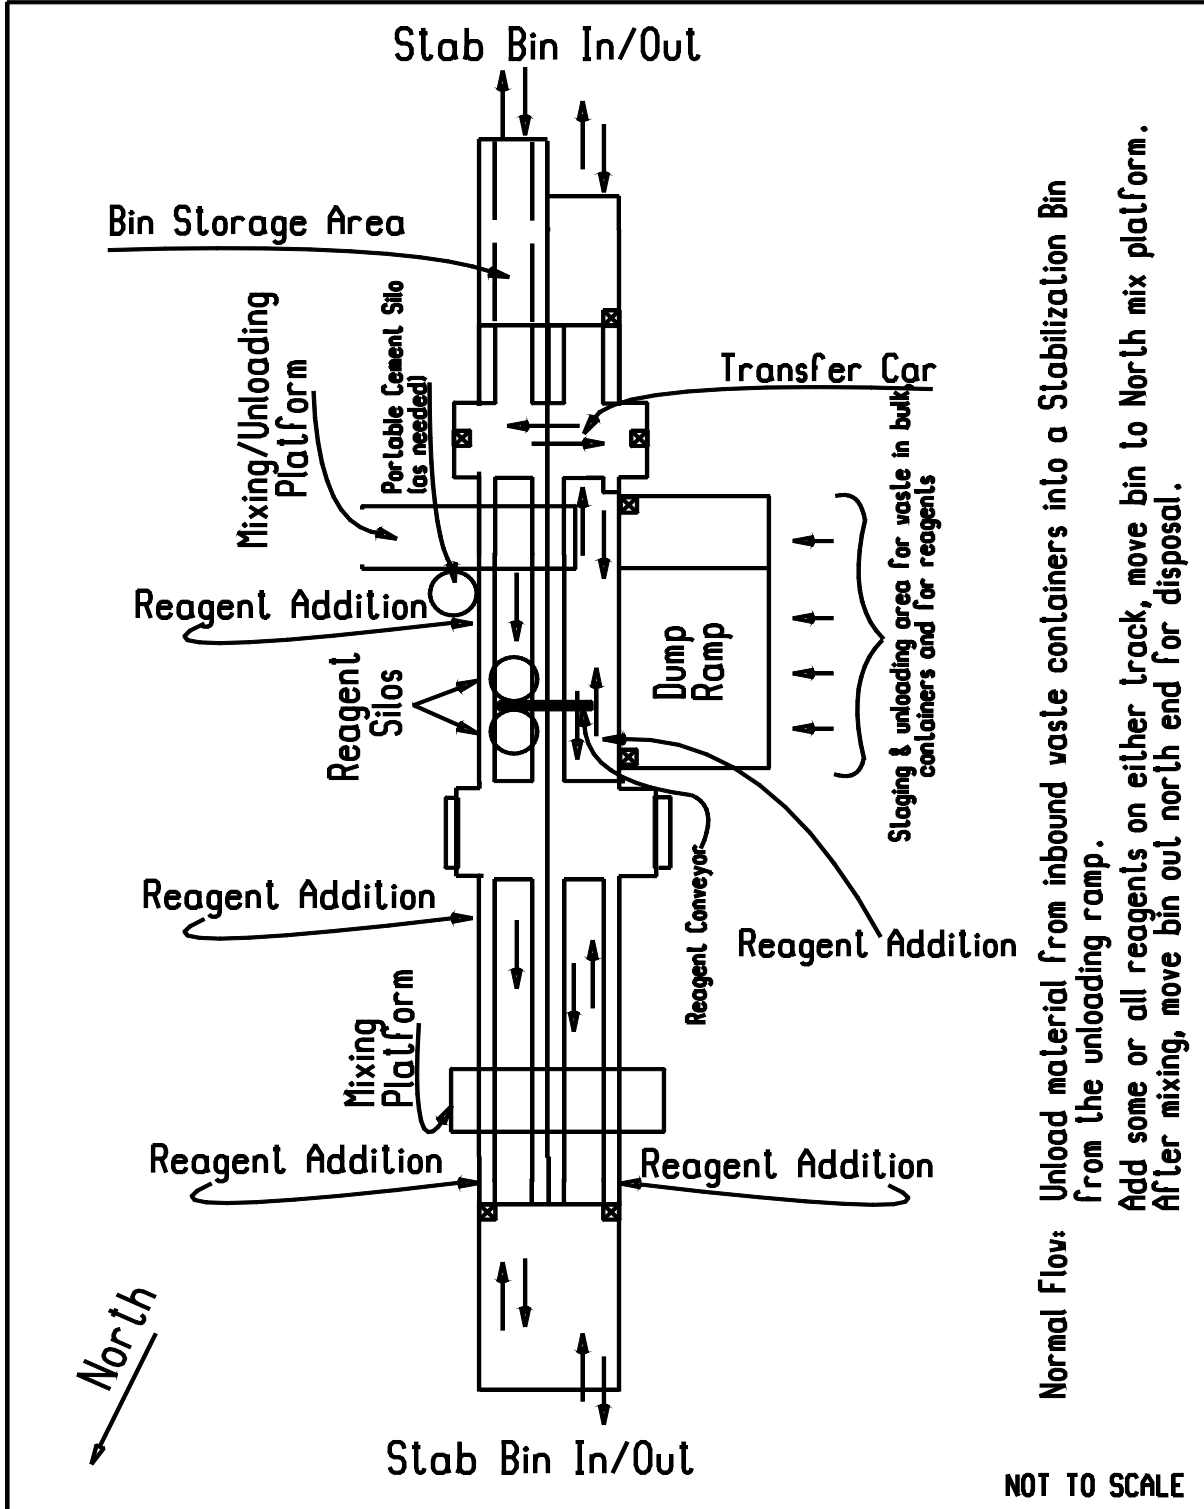 Stab Bin In/Out
Bin Storage Area
Mixing/Unloading
Platform
Portable Cement Silo
(as needed)
Transfer Car
Reagent Addition
Reagent
Silos
Dump
Ramp
Staging & unloading area for waste in bulk,
containers and for reagents
Reagent Addition
Reagent Conveyor
Reagent Addition
Mixing
Platform
Reagent Addition
Reagent Addition
North
Stab Bin In/Out
Normal Flow: Unload material from inbound waste containers into a Stabilization Bin
from the unloading ramp.
Add some or all reagents on either track, move bin to North mix platform.
After mixing, move bin out north end for disposal.
NOT TO SCALE